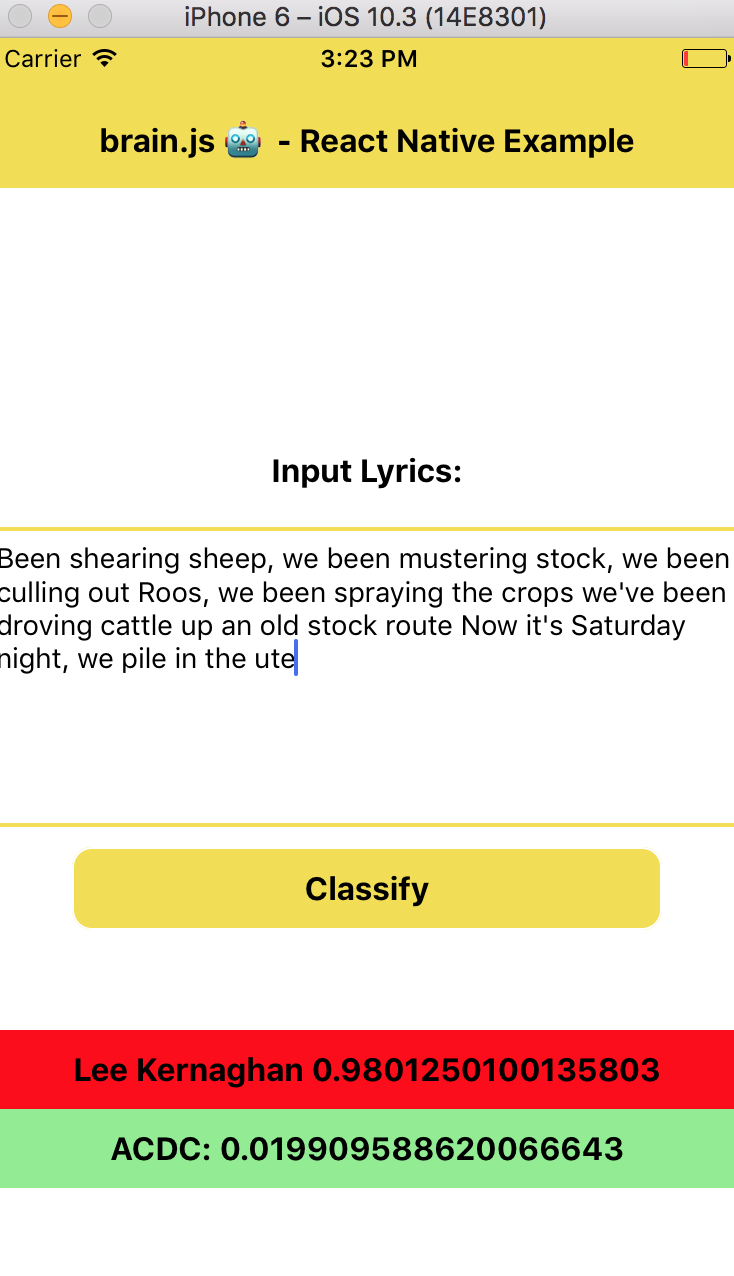 iPhone 6 – iOS 10.3 (14E8301)
Carrier 3:23 PM
brain.js 🤖 - React Native Example
Input Lyrics:
Been shearing sheep, we been mustering stock, we been
culling out Roos, we been spraying the crops we've been
droving cattle up an old stock route Now it's Saturday
night, we pile in the ute
Classify
Lee Kernaghan 0.9801250100135803
ACDC: 0.019909588620066643